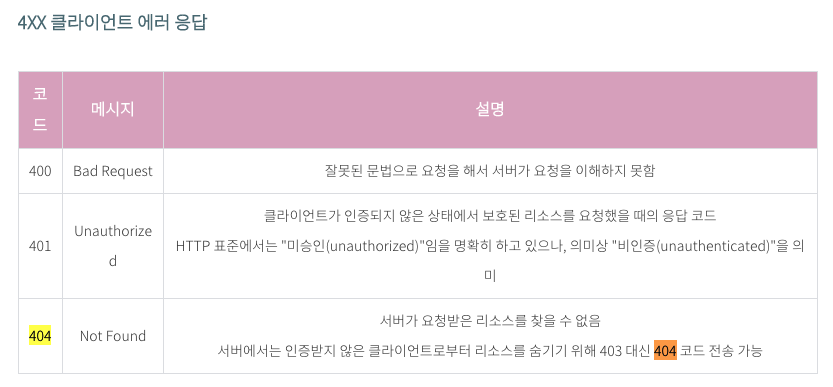 4XX 클라이언트 에러 응답
코
드
메시지
설명
400
Bad Request
잘못된 문법으로 요청을 해서 서버가 요청을 이해하지 못함
401
Unauthorize
d
클라이언트가 인증되지 않은 상태에서 보호된 리소스를 요청했을 때의 응답 코드
HTTP 표준에서는 "미승인(unauthorized)"임을 명확히 하고 있으나, 의미상 "비인증(unauthenticated)"을 의
미
404
Not Found
서버가 요청받은 리소스를 찾을 수 없음
서버에서는 인증받지 않은 클라이언트로부터 리소스를 숨기기 위해 403 대신 404 코드 전송 가능